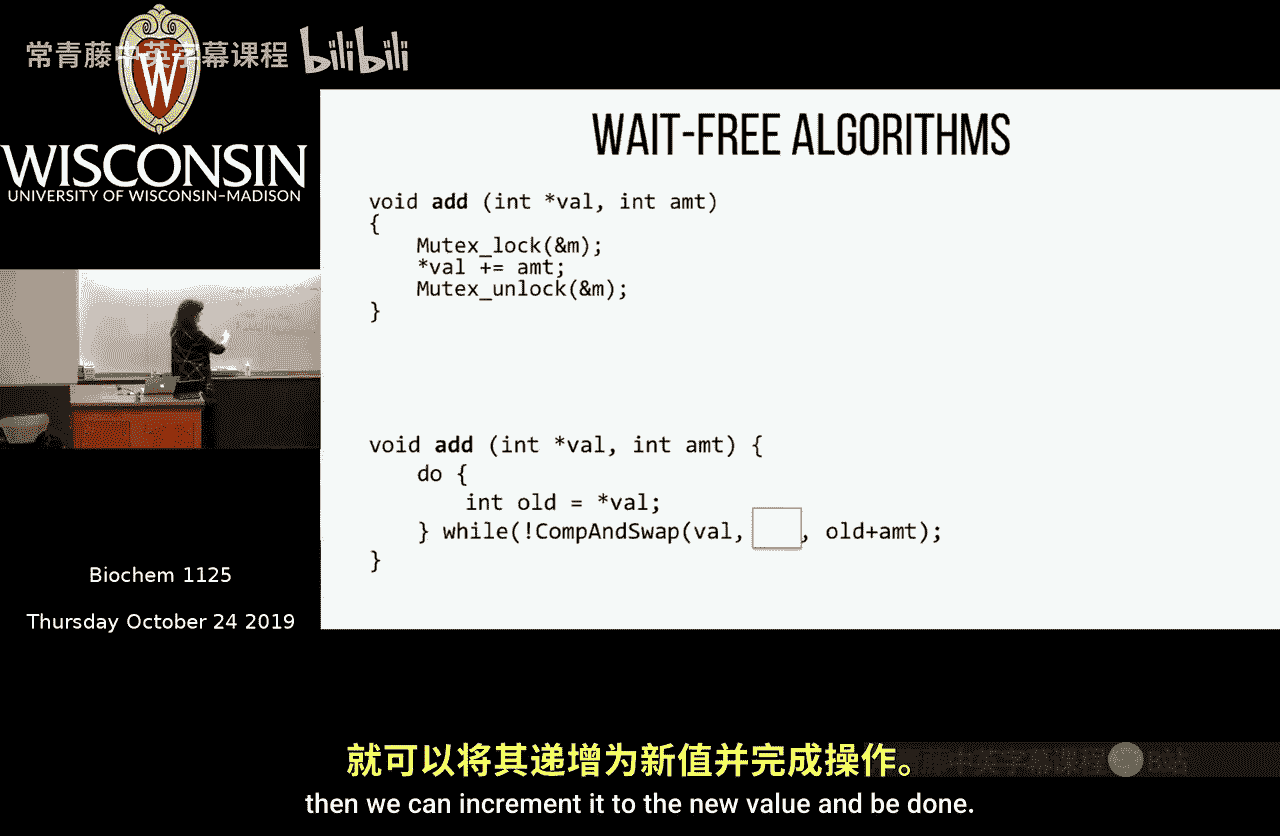 常青藤中英字幕课程 bilibili
W
WISCONSIN
UNIVERSITY OF WISCONSIN-MADISON
WAIT-FREE ALGORITHMS
void add (int *val, int amt)
{
Mutex_lock(&m);
*val += amt;
Mutex_unlock(&m);
}
void add (int *val, int amt) {
do {
int old = *val;
} while(!CompAndSwap(val, , old+amt);
}
Biochem 1125
Thursday October 24 2019
就可以将其递增为新值并完成操作。
then we can increment it to the new value and be done.